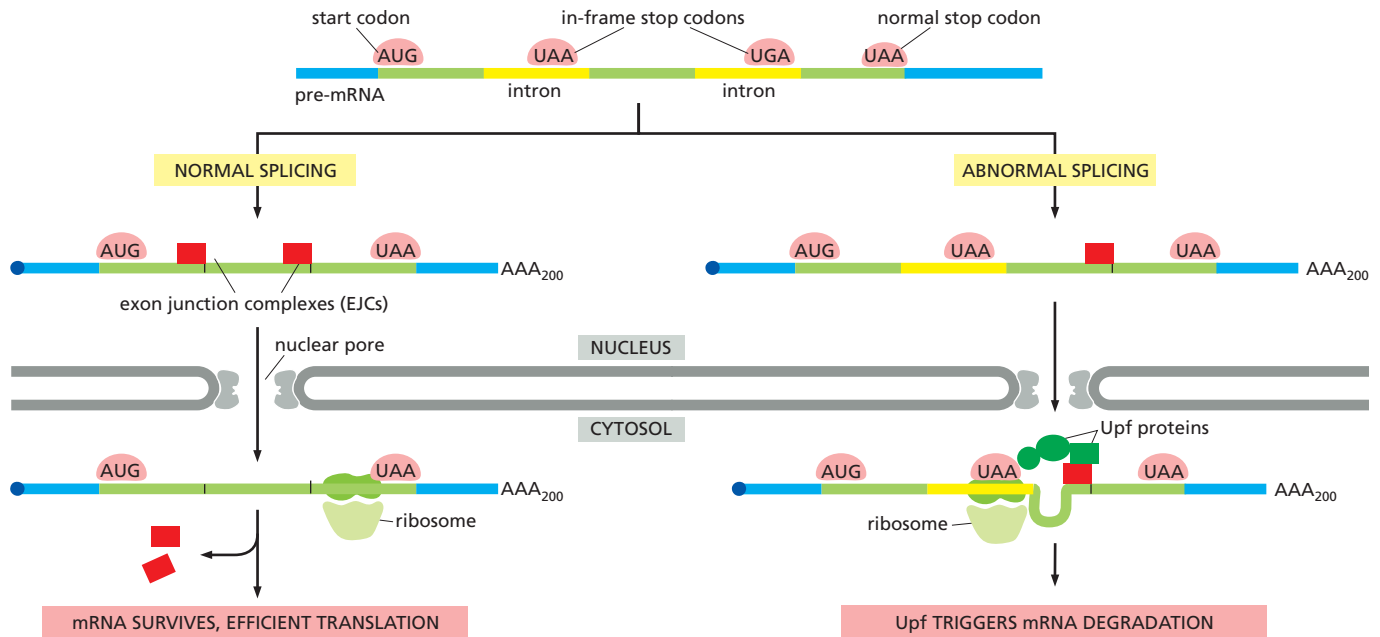 start codon
in-frame stop codons
normal stop codon
AUG
UAA
UGA
UAA
pre-mRNA
intron
intron
NORMAL SPLICING
ABNORMAL SPLICING
AUG
UAA
AUG
UAA
UAA
AAA200
AAA200
exon junction complexes (EJCs)
nuclear pore
NUCLEUS
CYTOSOL
Upf proteins
AUG
UAA
AUG
UAA
UAA
AAA200
AAA200
ribosome
ribosome
mRNA SURVIVES, EFFICIENT TRANSLATION
Upf TRIGGERS mRNA DEGRADATION